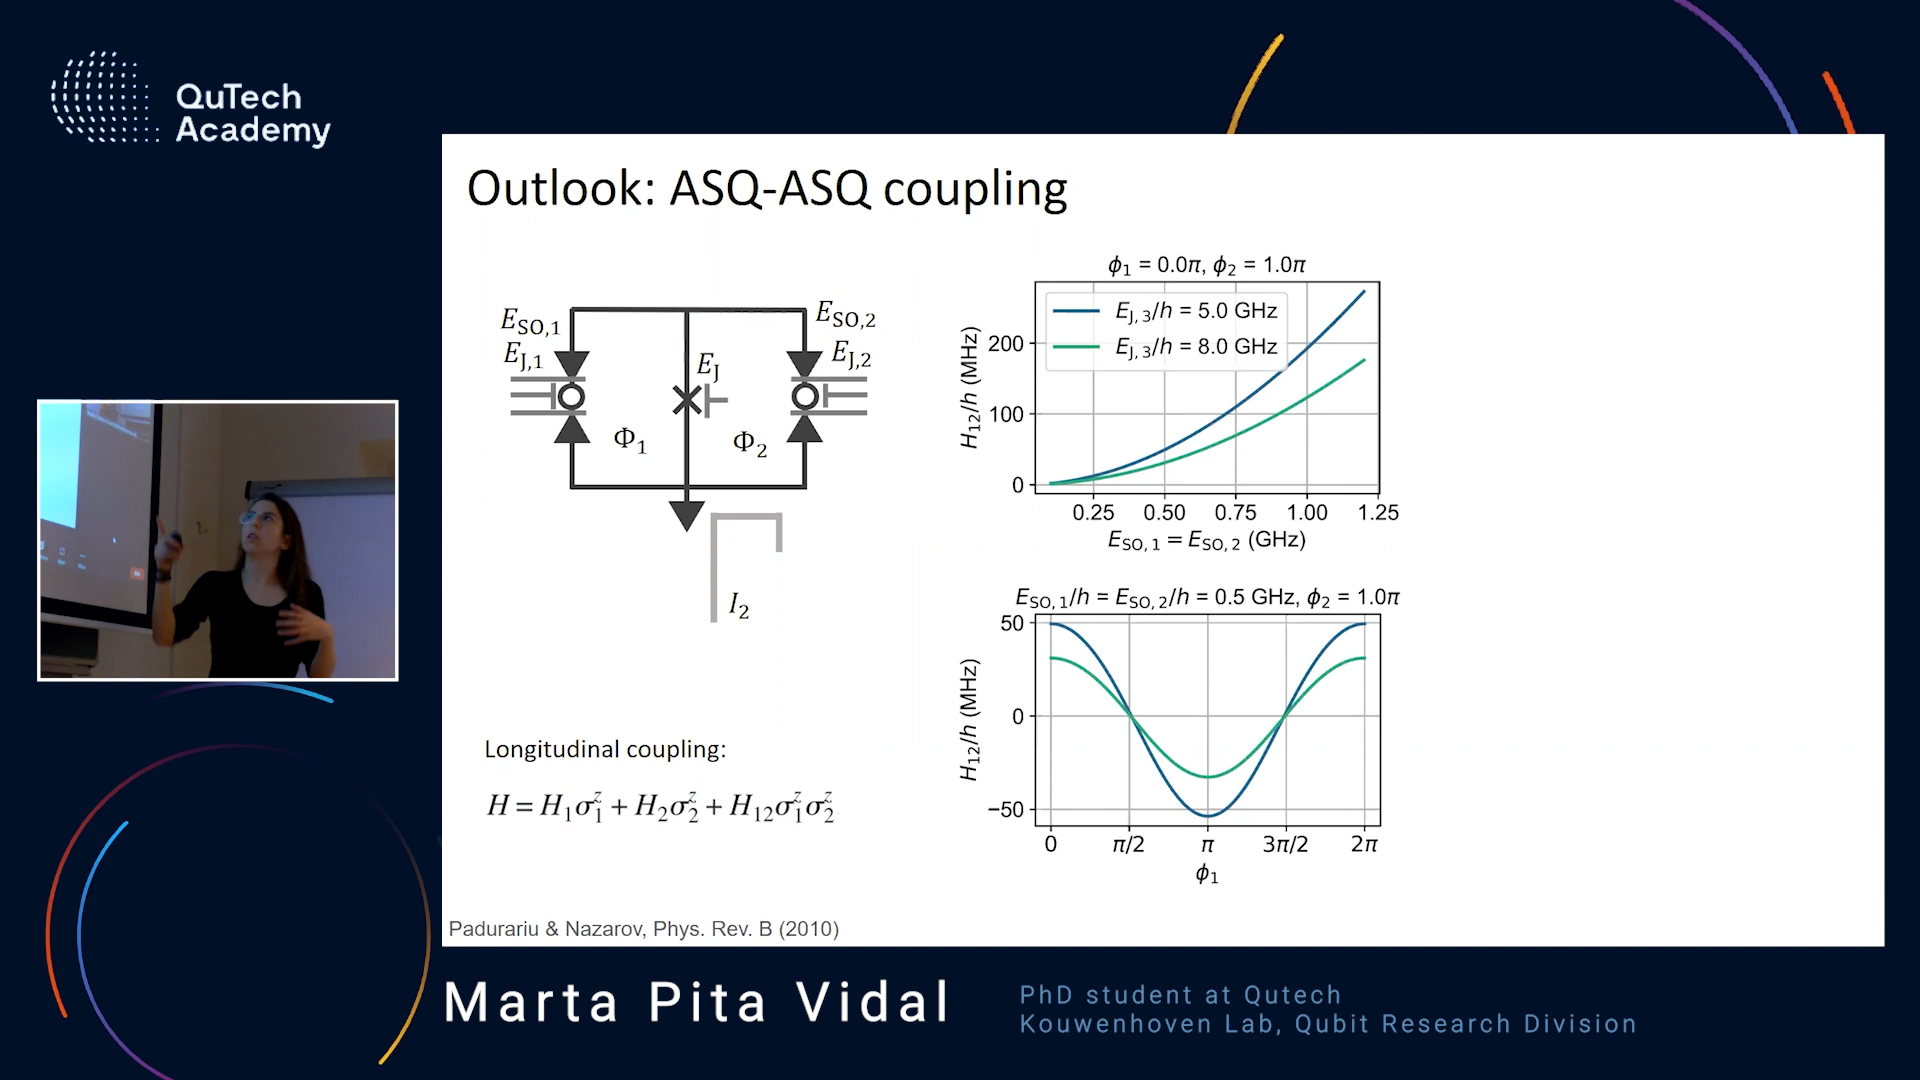 QuTech
Academy
Outlook: ASQ-ASQ coupling
E_SO,1
E_J,1
E_J
E_SO,2
E_J,2
Φ_1
Φ_2
I_2
Longitudinal coupling:
H = H_1σ_1^z + H_2σ_2^z + H_12σ_1^zσ_2^z
Padurariu & Nazarov, Phys. Rev. B (2010)
ϕ_1 = 0.0π, ϕ_2 = 1.0π
E_J,3/h = 5.0 GHz
E_J,3/h = 8.0 GHz
H_12/h (MHz)
200
100
0
0.25 0.50 0.75 1.00 1.25
E_SO,1 = E_SO,2 (GHz)
E_SO,1/h = E_SO,2/h = 0.5 GHz, ϕ_2 = 1.0π
H_12/h (MHz)
50
0
−50
0 π/2 π 3π/2 2π
ϕ_1
Marta Pita Vidal
PhD student at Qutech
Kouwenhoven Lab, Qubit Research Division